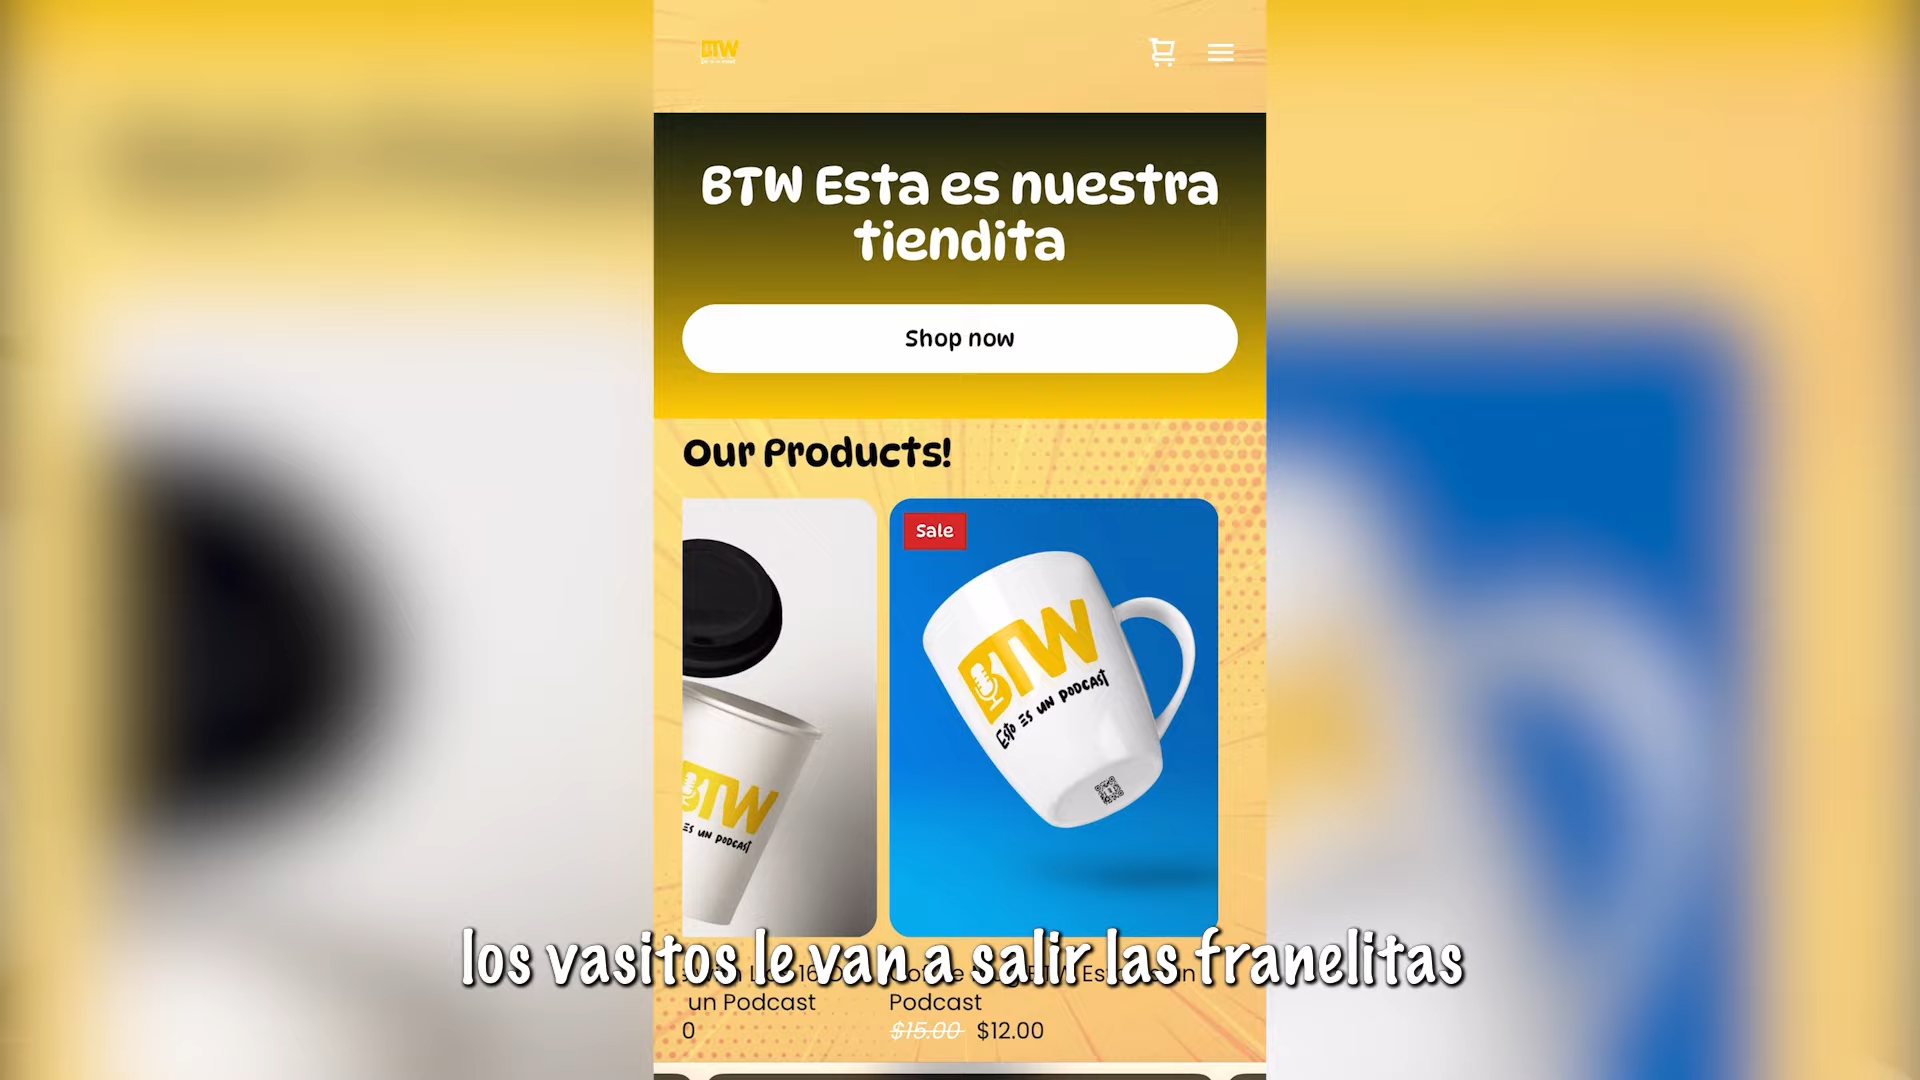 BTW
BTW Esta es nuestra
tiendita
Shop now
Our Products!
Sale
BTW
Esto es un podcast
BTW
es un podcast
los vasitos le van a salir las franelitas
un Podcast
Podcast
0
$15.00 $12.00